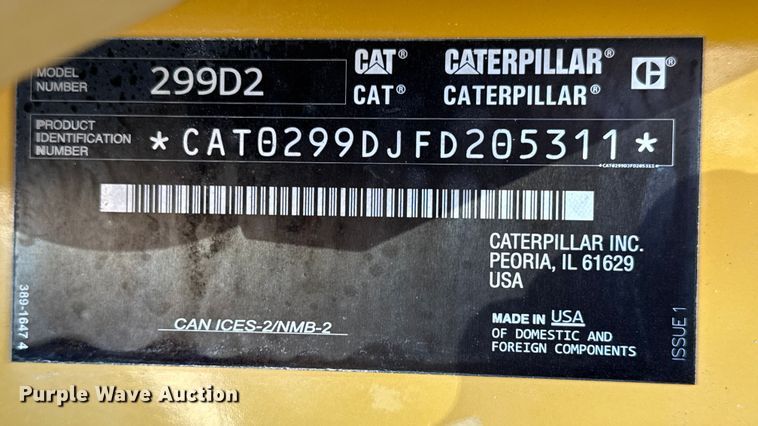 MODEL NUMBER 299D2
CAT® CATERPILLAR®
CAT® CATERPILLAR®
PRODUCT IDENTIFICATION NUMBER *CAT0299DJFD205311*
*CAT0299DJFD205311*
CATERPILLAR INC.
PEORIA, IL 61629
USA
CAN ICES-2/NMB-2
MADE IN USA
OF DOMESTIC AND
FOREIGN COMPONENTS
389-1647 4
ISSUE 1
Purple Wave Auction